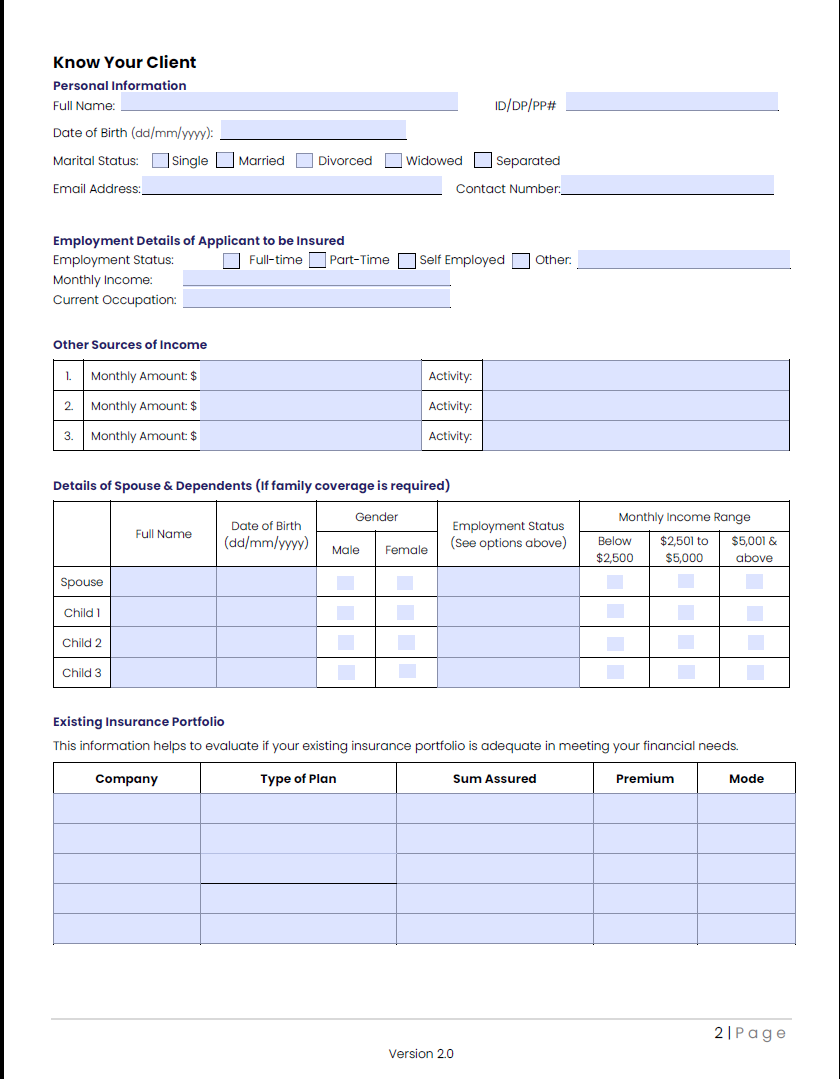 Know Your Client
Personal Information
Full Name: ID/DP/PP#
Date of Birth (dd/mm/yyyy):
Marital Status: Single Married Divorced Widowed Separated
Email Address: Contact Number:
Employment Details of Applicant to be Insured
Employment Status: Full-time Part-Time Self Employed Other:
Monthly Income:
Current Occupation:
Other Sources of Income
1. Monthly Amount: $ Activity:
2. Monthly Amount: $ Activity:
3. Monthly Amount: $ Activity:
Details of Spouse & Dependents (If family coverage is required)
Full Name Date of Birth (dd/mm/yyyy) Gender Employment Status (See options above) Monthly Income Range
Male Female Below $2,500 $2,501 to $5,000 $5,001 & above
Spouse
Child 1
Child 2
Child 3
Existing Insurance Portfolio
This information helps to evaluate if your existing insurance portfolio is adequate in meeting your financial needs.
Company Type of Plan Sum Assured Premium Mode
2 | Page
Version 2.0